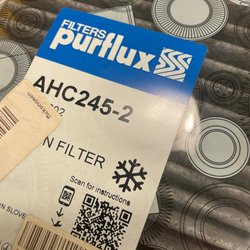 FILTERS
purflux
AHC245-2
N FILTER
Scan for instructions